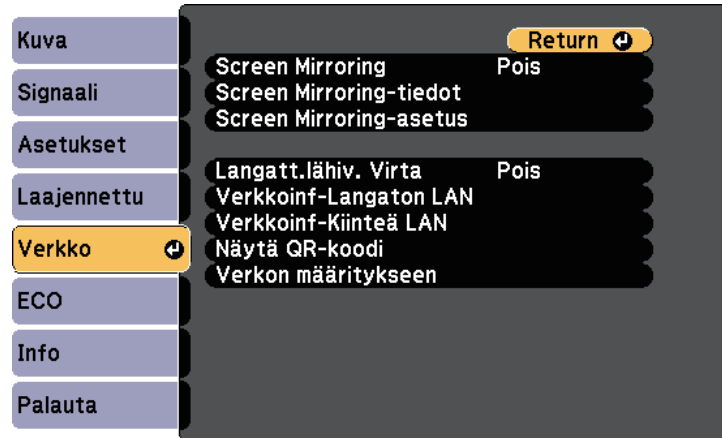 Kuva
Signaali
Asetukset
Laajennettu
Verkko
ECO
Info
Palauta
Return
Screen Mirroring Pois
Screen Mirroring-tiedot
Screen Mirroring-asetus
Langatt.lähiv. Virta Pois
Verkkoinf-Langaton LAN
Verkkoinf-Kiinteä LAN
Näytä QR-koodi
Verkon määritykseen